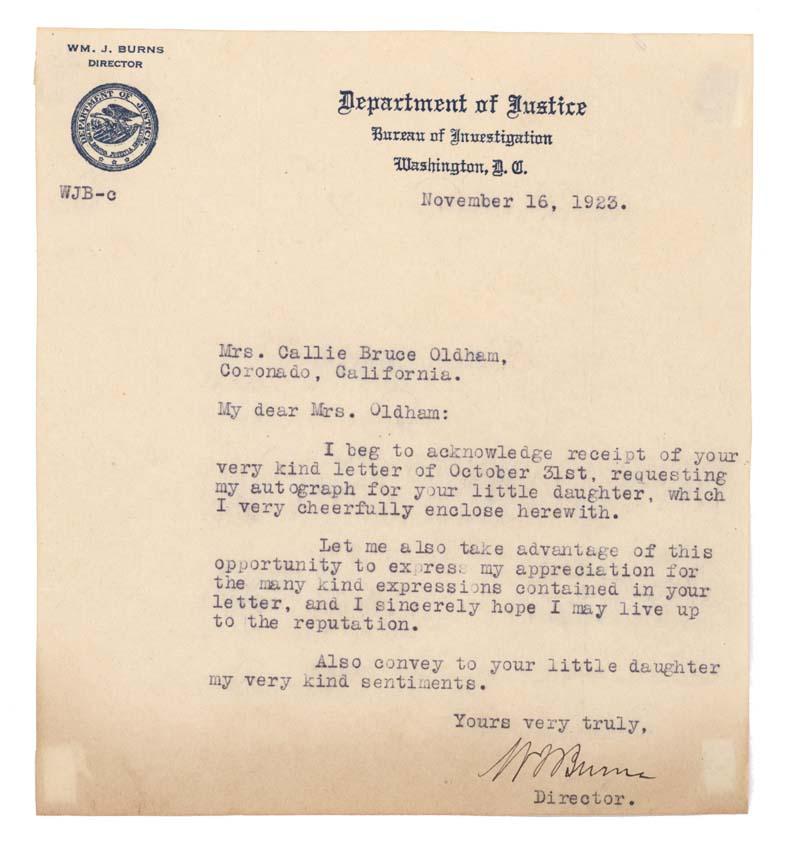 WM. J. BURNS
DIRECTOR
DEPARTMENT OF JUSTICE
WJB-c
Department of Justice
Bureau of Investigation
Washington, D. C.
November 16, 1923.
Mrs. Callie Bruce Oldham,
Coronado, California.
My dear Mrs. Oldham:
I beg to acknowledge receipt of your
very kind letter of October 31st, requesting
my autograph for your little daughter, which
I very cheerfully enclose herewith.
Let me also take advantage of this
opportunity to express my appreciation for
the many kind expressions contained in your
letter, and I sincerely hope I may live up
to the reputation.
Also convey to your little daughter
my very kind sentiments.
Yours very truly,
W J Burns
Director.